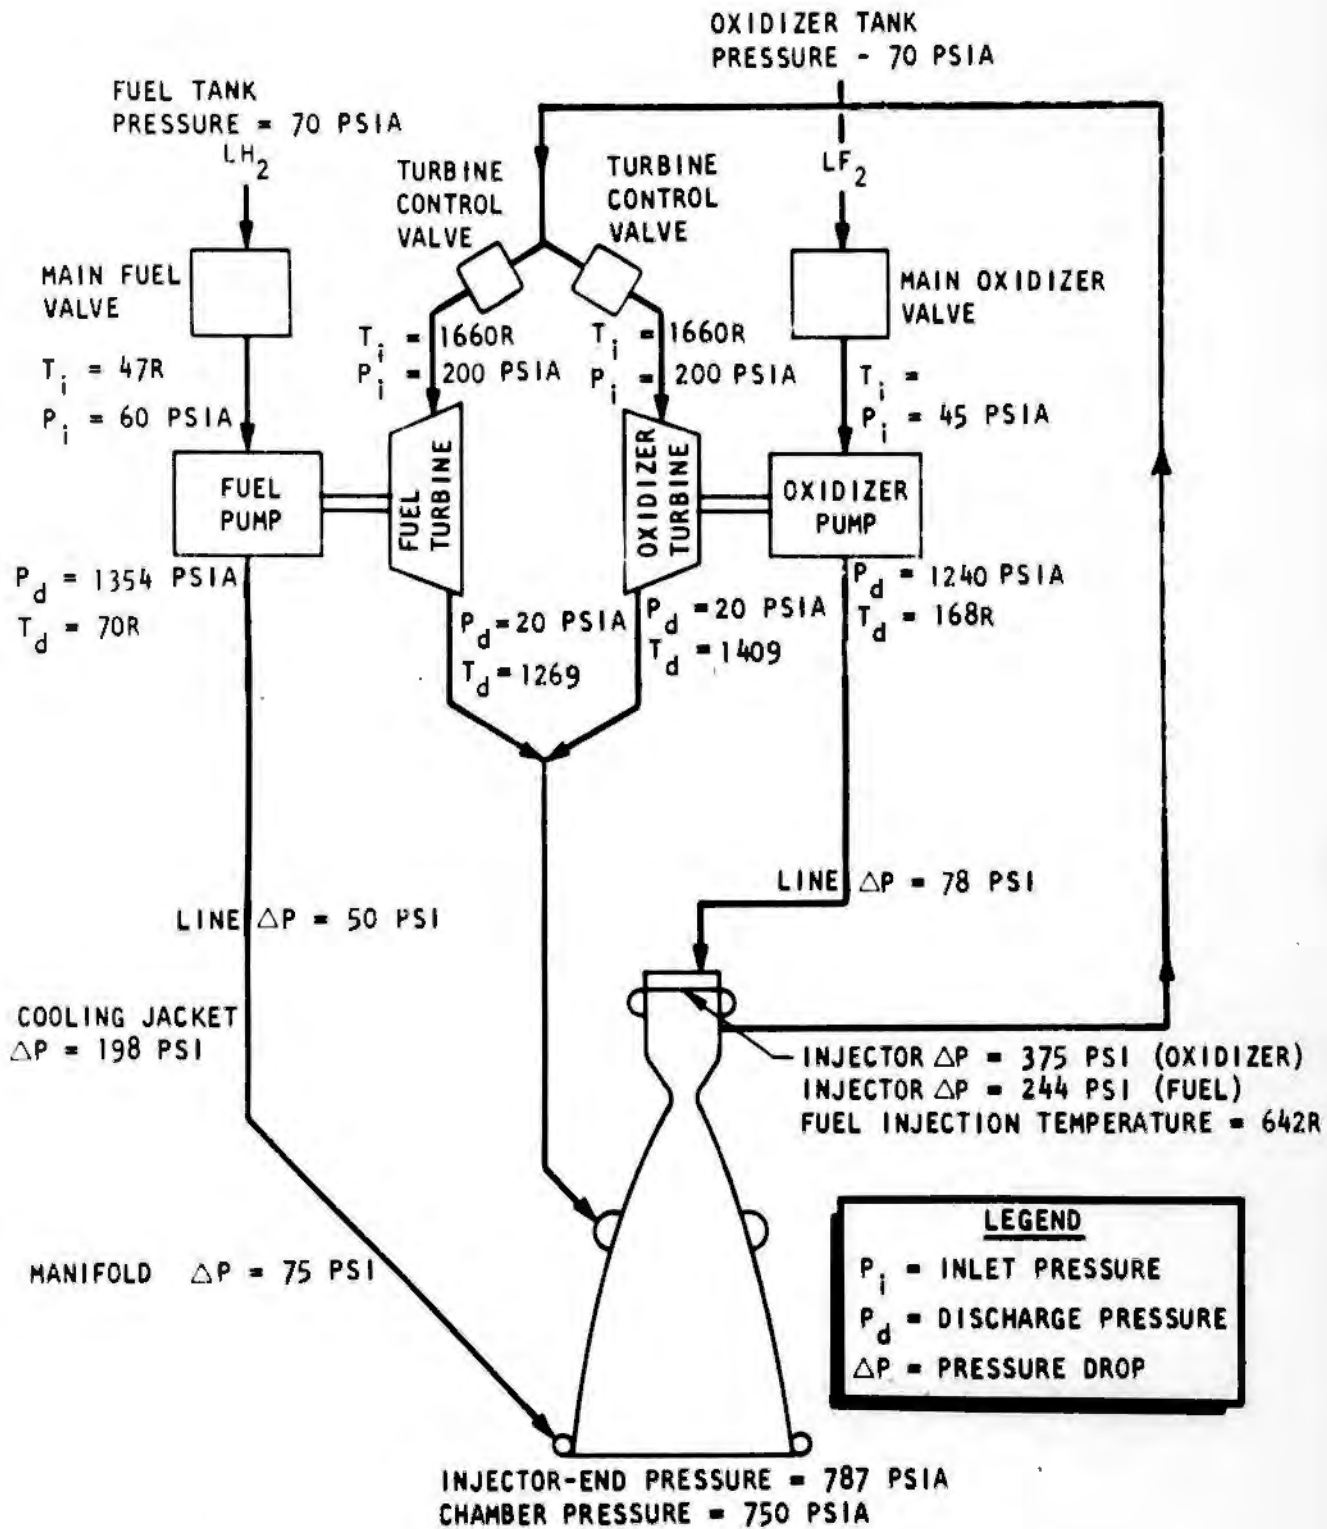 OXIDIZER TANK
PRESSURE - 70 PSIA
FUEL TANK
PRESSURE = 70 PSIA
LH2
TURBINE
CONTROL
VALVE
TURBINE
CONTROL
VALVE
LF2
MAIN FUEL
VALVE
MAIN OXIDIZER
VALVE
Ti = 47R
Pi = 60 PSIA
Ti = 1660R
Pi = 200 PSIA
Ti = 1660R
Pi = 200 PSIA
Ti =
Pi = 45 PSIA
FUEL
PUMP
FUEL
TURBINE
OXIDIZER
TURBINE
OXIDIZER
PUMP
Pd = 1354 PSIA
Td = 70R
Pd = 20 PSIA
Td = 1269
Pd = 20 PSIA
Td = 1409
Pd = 1240 PSIA
Td = 168R
LINE ΔP = 50 PSI
LINE ΔP = 78 PSI
COOLING JACKET
ΔP = 198 PSI
INJECTOR ΔP = 375 PSI (OXIDIZER)
INJECTOR ΔP = 244 PSI (FUEL)
FUEL INJECTION TEMPERATURE = 642R
MANIFOLD ΔP = 75 PSI
LEGEND
Pi = INLET PRESSURE
Pd = DISCHARGE PRESSURE
ΔP = PRESSURE DROP
INJECTOR-END PRESSURE = 787 PSIA
CHAMBER PRESSURE = 750 PSIA